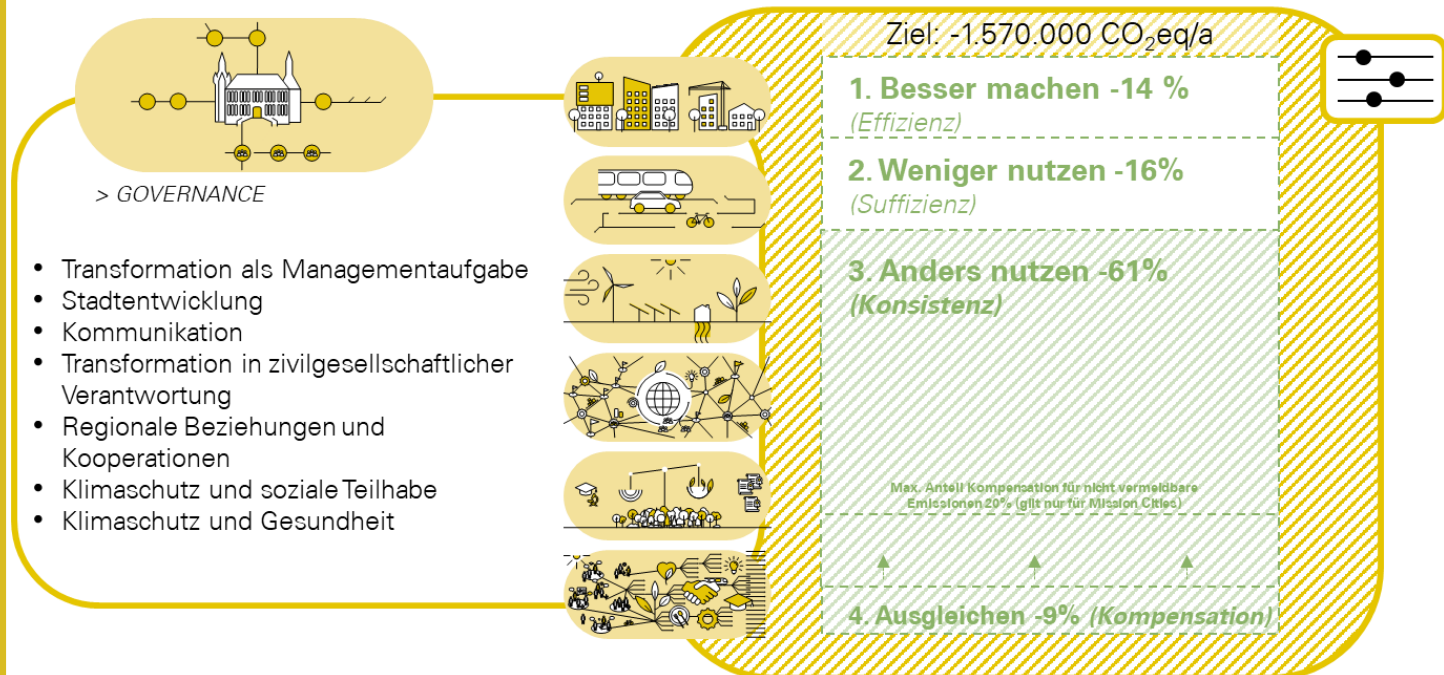 > GOVERNANCE
• Transformation als Managementaufgabe
• Stadtentwicklung
• Kommunikation
• Transformation in zivilgesellschaftlicher
Verantwortung
• Regionale Beziehungen und
Kooperationen
• Klimaschutz und soziale Teilhabe
• Klimaschutz und Gesundheit
Ziel: -1.570.000 CO₂eq/a
1. Besser machen -14 %
(Effizienz)
2. Weniger nutzen -16%
(Suffizienz)
3. Anders nutzen -61%
(Konsistenz)
Max. Anteil Kompensation für nicht vermeidbare
Emissionen 20% (gilt nur für Mission Cities)
4. Ausgleichen -9% (Kompensation)